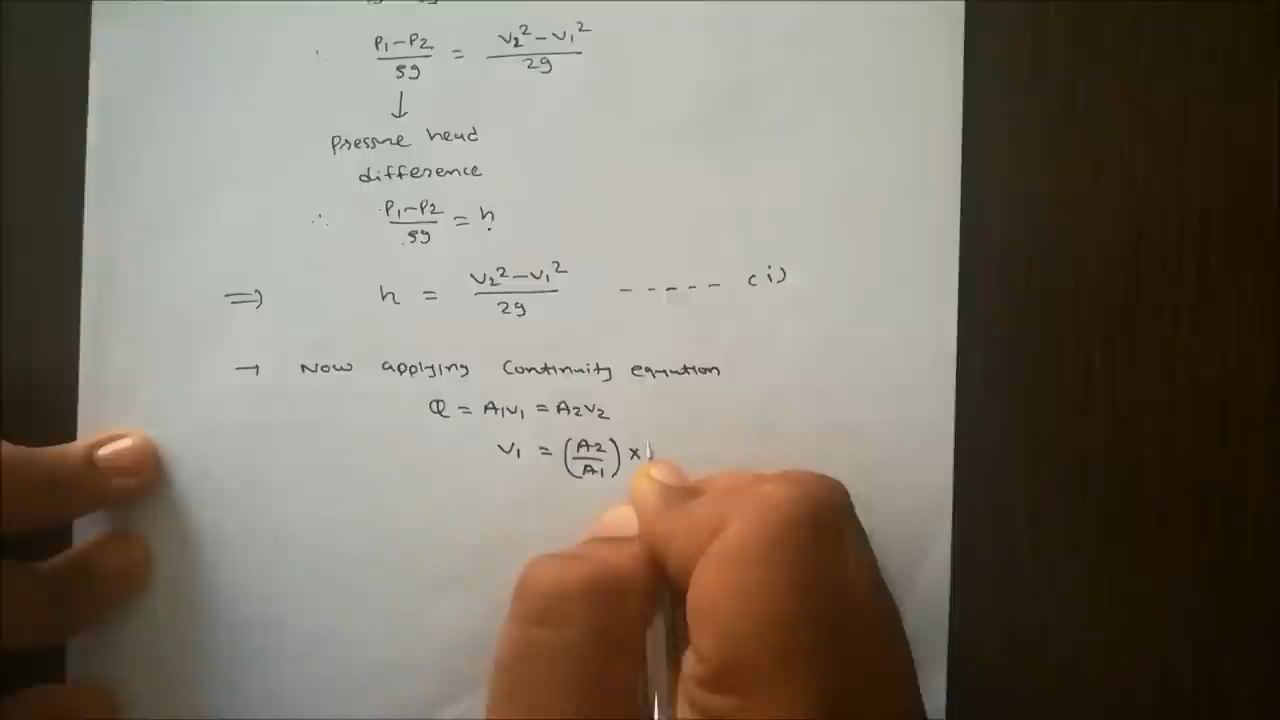 P1-P2/ρg = V2²-V1²/2g
↓
pressure head
difference
∴ P1-P2/ρg = h
⇒ h = V2²-V1²/2g ----- (i)
→ Now applying Continuity equation
Q = A1V1 = A2V2
V1 = (A2/A1) ×